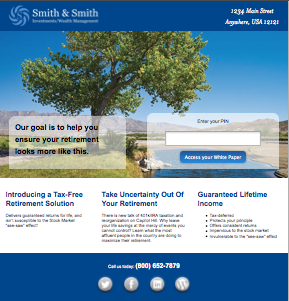 Smith & Smith
Investments/Wealth Management
1234 Main Street
Anywhere, USA 12121
Our goal is to help you
ensure your retirement
looks more like this.
Enter your PIN
Access your White Paper
Introducing a Tax-Free
Retirement Solution
Delivers guaranteed returns for life, and
isn't susceptible to the Stock Market
"see-saw" effect!
Take Uncertainty Out Of
Your Retirement
There is new talk of 401k/IRA taxation and
reorganization on Capitol Hill. Why leave
your life savings at the mercy of events you
cannot control? Learn what the most
affluent people in the country are doing to
maximize their retirement.
Guaranteed Lifetime
Income
• Tax-deferred
• Protects your principle
• Offers consistent returns
• Impervious to the stock market
• Invulnerable to the "see-saw" effect!
Call us today: (800) 652-7879